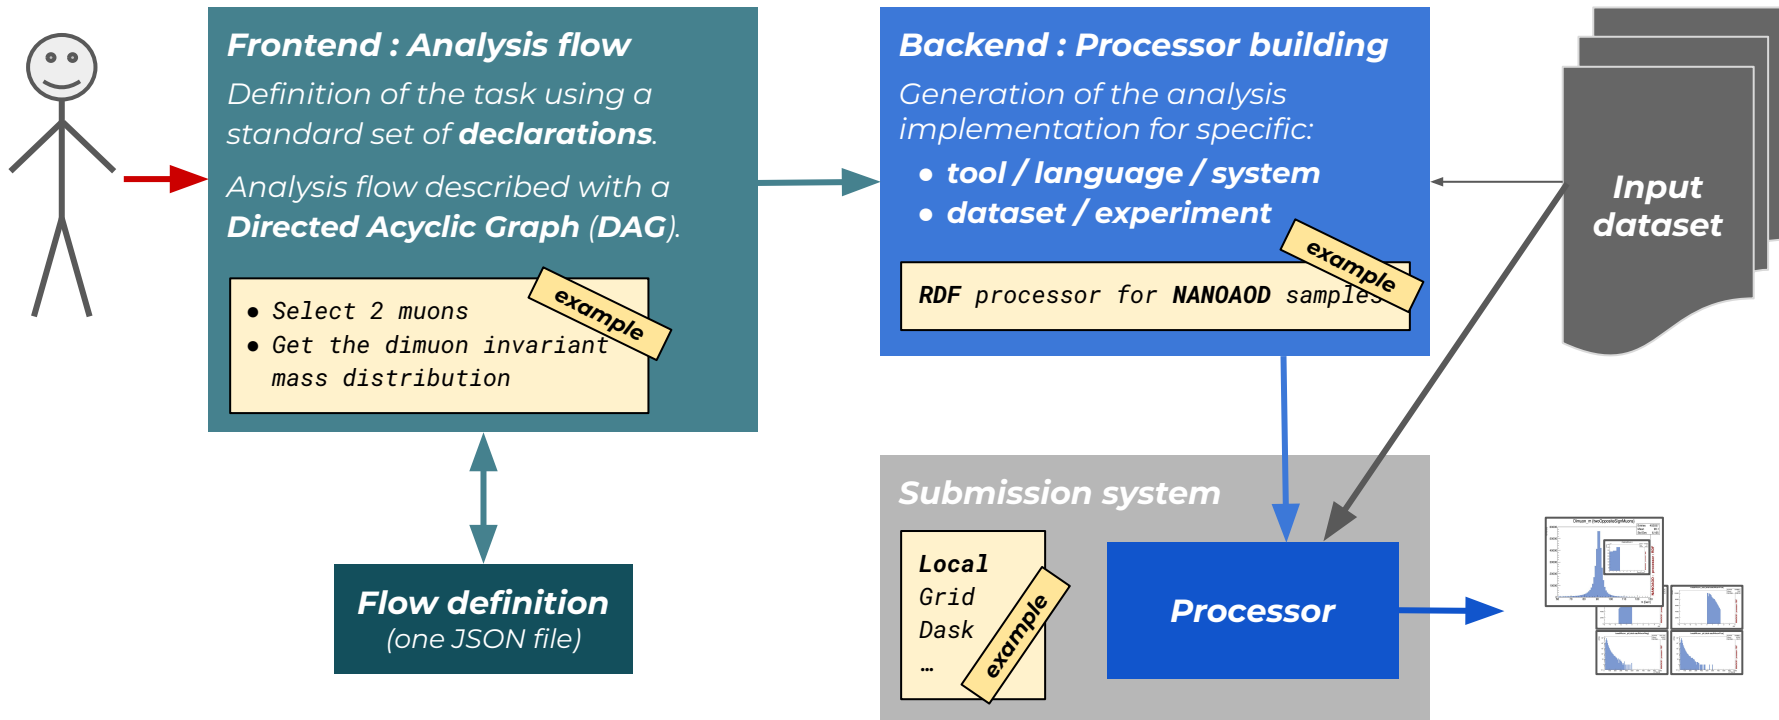 Frontend : Analysis flow
Definition of the task using a
standard set of declarations.
Analysis flow described with a
Directed Acyclic Graph (DAG).
example
● Select 2 muons
● Get the dimuon invariant
mass distribution
Flow definition
(one JSON file)
Backend : Processor building
Generation of the analysis
implementation for specific:
● tool / language / system
● dataset / experiment
example
RDF processor for NANOAOD samples
Input
dataset
Submission system
Local
Grid
Dask
…
example
Processor